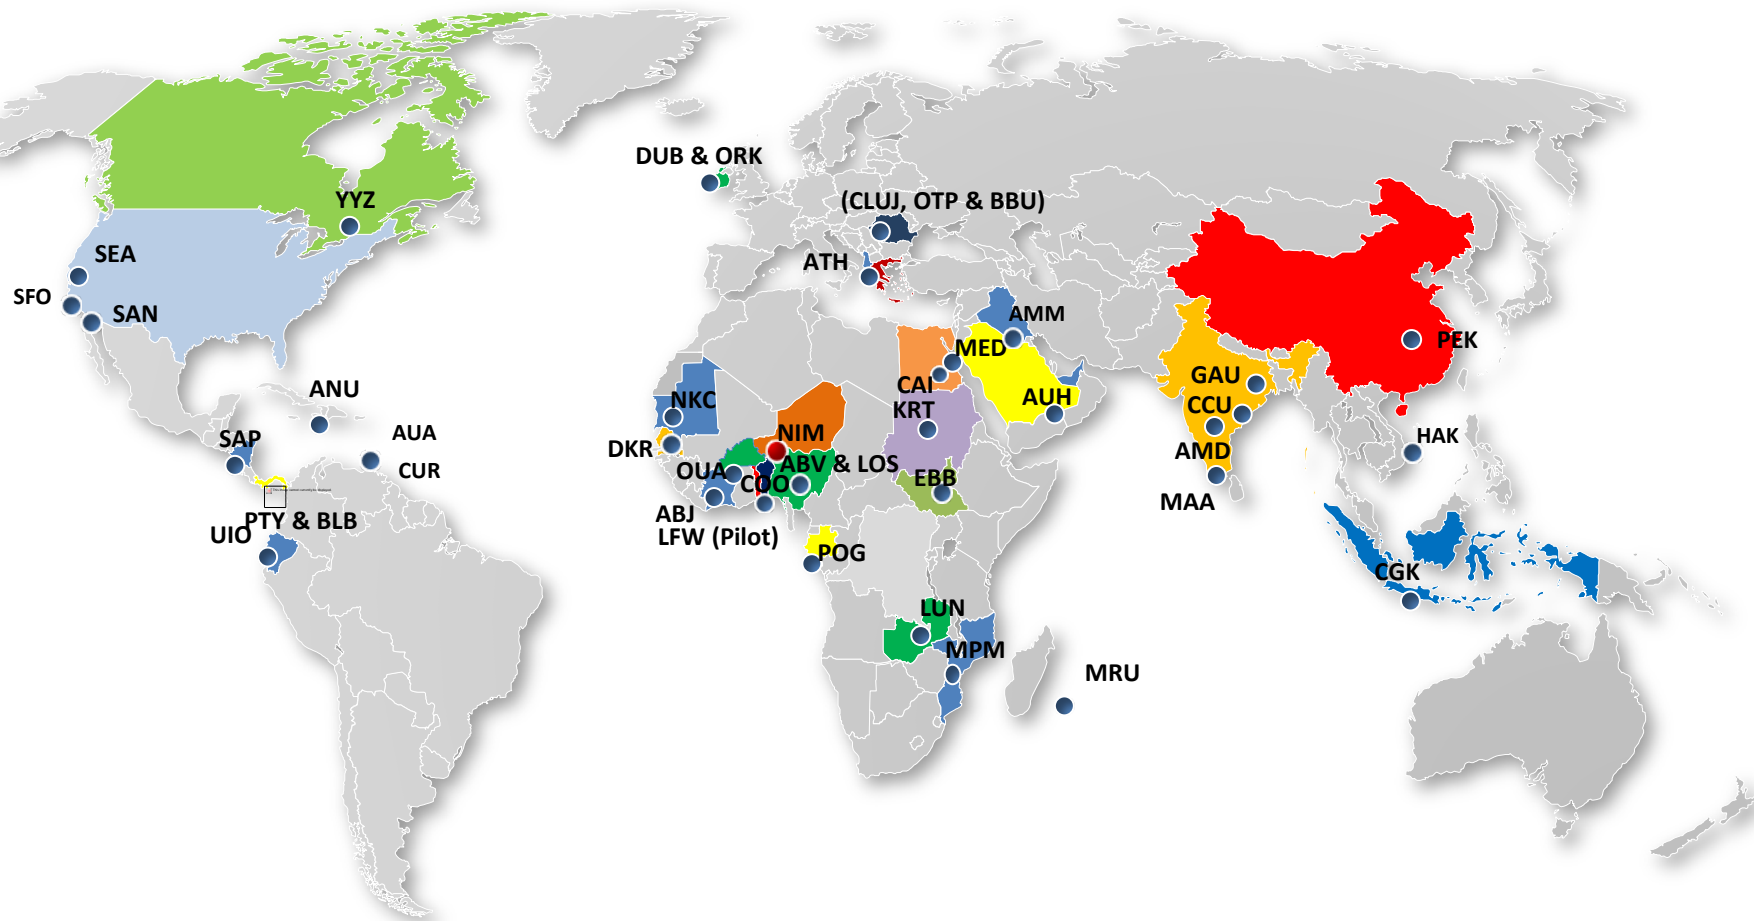 DUB & ORK
(CLUJ, OTP & BBU)
YYZ
SEA
ATH
SFO
SAN
AMM
PEK
MED
GAU
CAI
ANU
AUH
NKC
CCU
KRT
AUA
SAP
NIM
HAK
DKR
AMD
OUA
ABV & LOS
CUR
COO
EBB
MAA
ABJ
PTY & BLB
UIO
LFW (Pilot)
POG
CGK
LUN
MPM
MRU